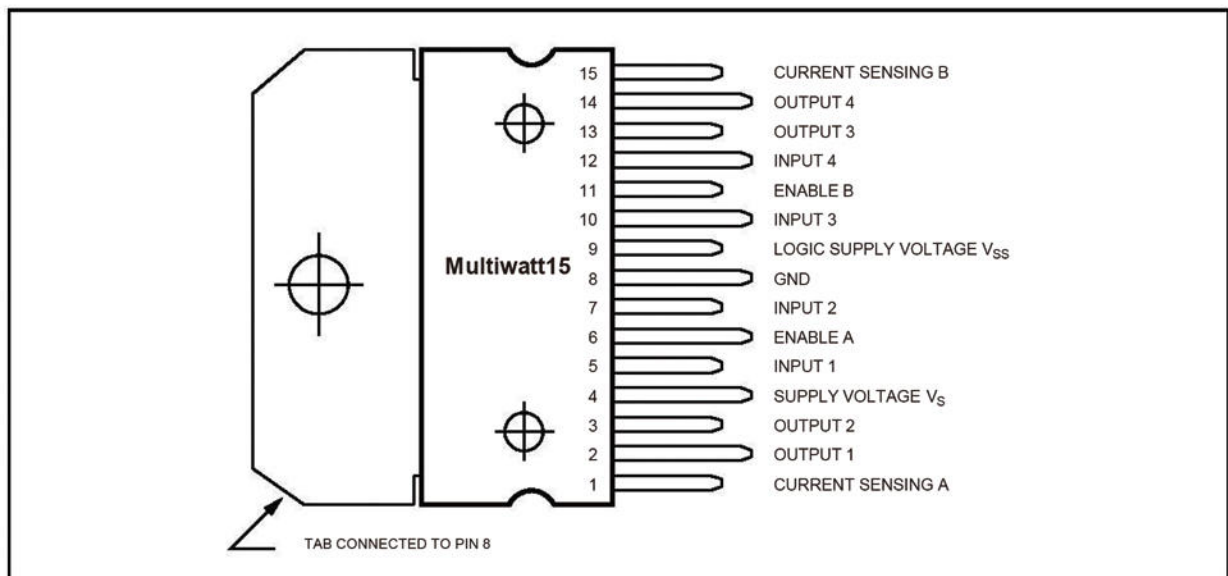 15 CURRENT SENSING B
14 OUTPUT 4
13 OUTPUT 3
12 INPUT 4
11 ENABLE B
10 INPUT 3
9 LOGIC SUPPLY VOLTAGE VSS
Multiwatt15
8 GND
7 INPUT 2
6 ENABLE A
5 INPUT 1
4 SUPPLY VOLTAGE VS
3 OUTPUT 2
2 OUTPUT 1
1 CURRENT SENSING A
TAB CONNECTED TO PIN 8